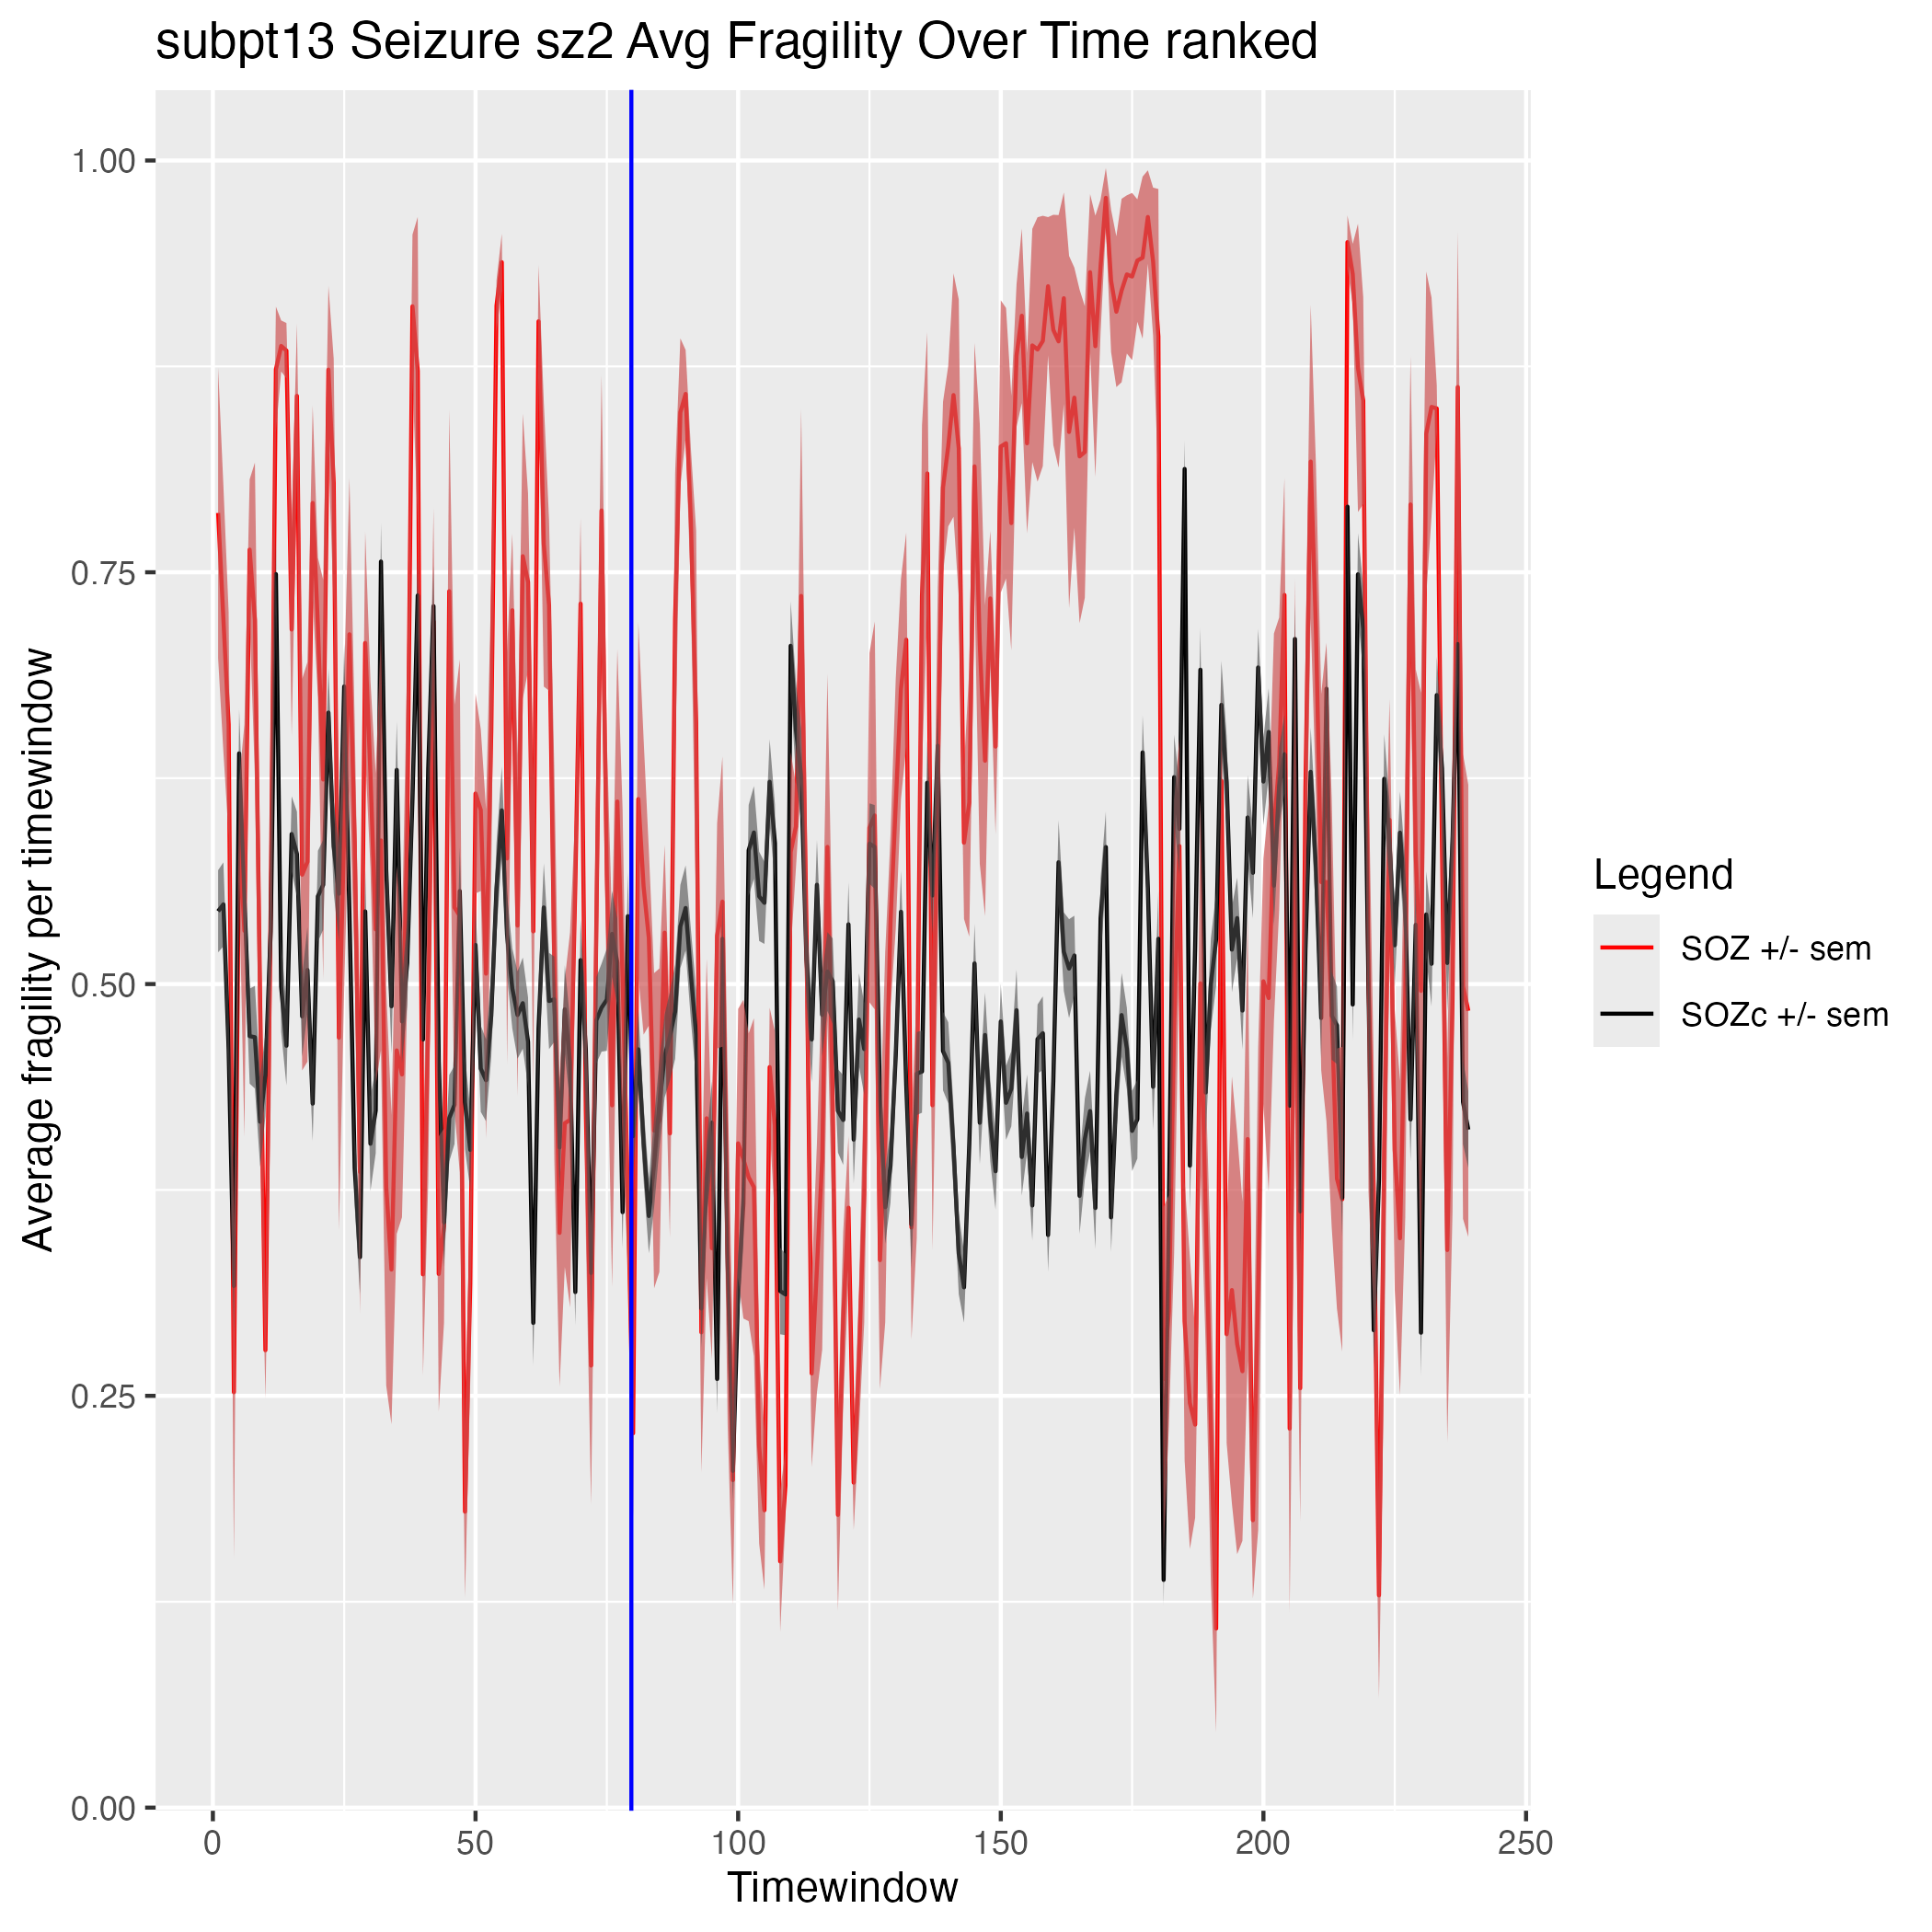 subpt13 Seizure sz2 Avg Fragility Over Time ranked
Average fragility per timewindow
1.00
0.75
0.50
0.25
0.00
0
50
100
150
200
250
Timewindow
Legend
SOZ +/- sem
SOZc +/- sem